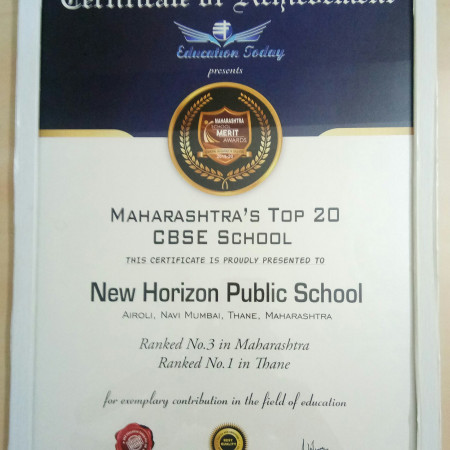 Certificate of Achievement
Education Today
presents
MAHARASHTRA
MERIT
AWARDS
MAHARASHTRA'S TOP 20
CBSE SCHOOL
THIS CERTIFICATE IS PROUDLY PRESENTED TO
New Horizon Public School
AIROLI, NAVI MUMBAI, THANE, MAHARASHTRA
Ranked No.3 in Maharashtra
Ranked No.1 in Thane
for exemplary contribution in the field of education